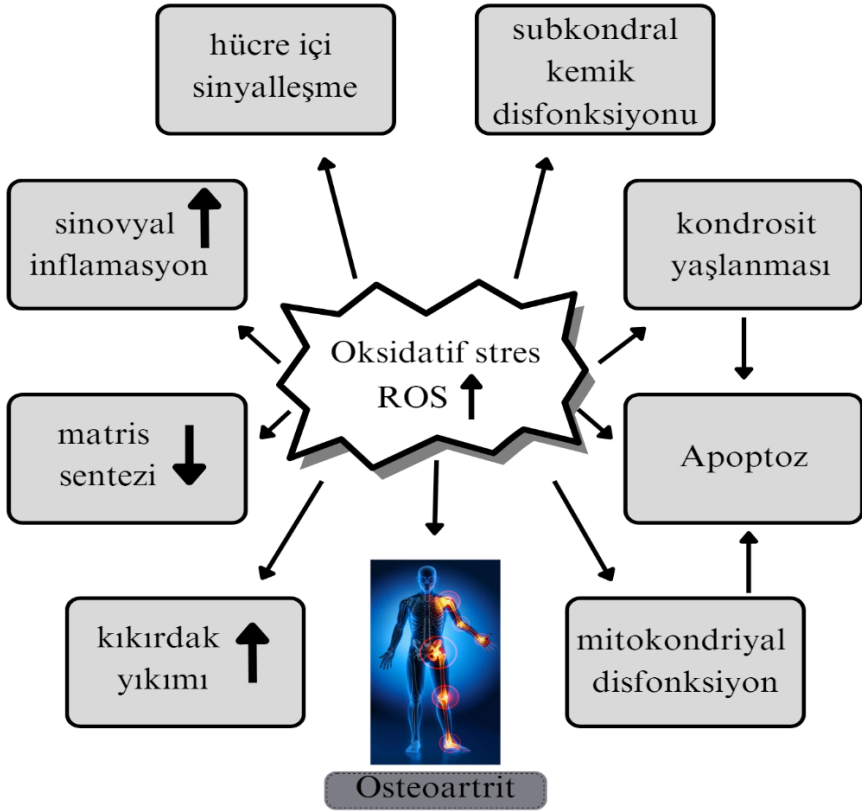 hücre içi
sinyalleşme
subkondral
kemik
disfonksiyonu
sinovyal
inflamasyon
kondrosit
yaşlanması
Oksidatif stres
ROS
matris
sentezi
Apoptoz
kıkırdak
yıkımı
mitokondriyal
disfonksiyon
Osteoartrit